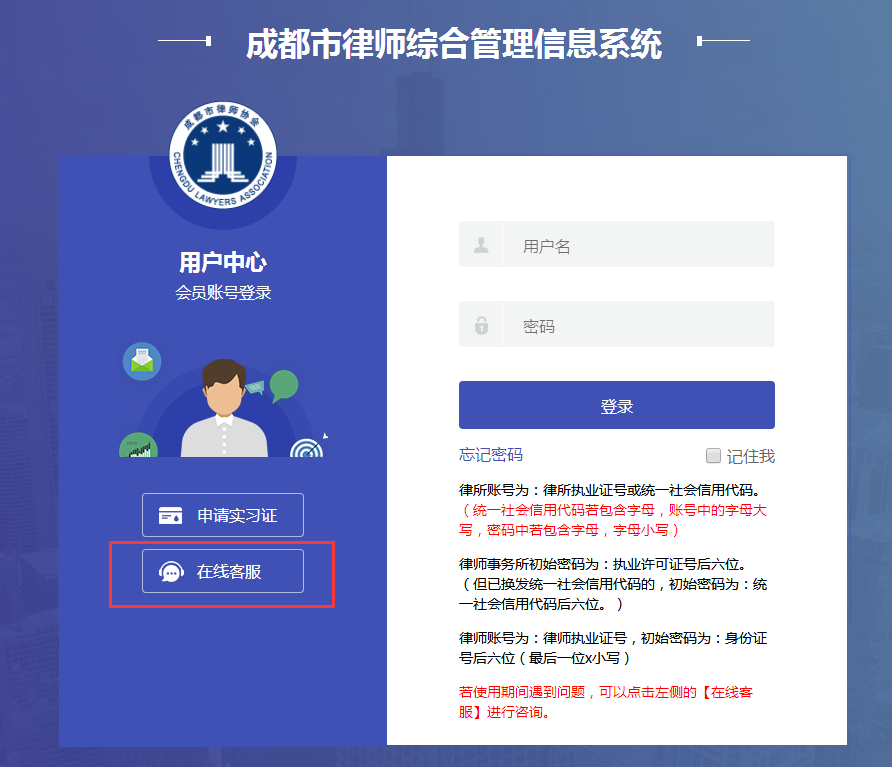 成都市律师综合管理信息系统
成都市律师协会
CHENGDU LAWYERS ASSOCIATION
用户中心
会员账号登录
申请实习证
在线客服
用户名
密码
登录
忘记密码
记住我
律所账号为：律所执业证号或统一社会信用代码。
（统一社会信用代码若包含字母，账号中的字母大
写，密码中若包含字母，字母小写）
律师事务所初始密码为：执业许可证号后六位。
（但已换发统一社会信用代码的，初始密码为：统
一社会信用代码后六位。）
律师账号为：律师执业证号，初始密码为：身份证
号后六位（最后一位x小写）
若使用期间遇到问题，可以点击左侧的【在线客
服】进行咨询。